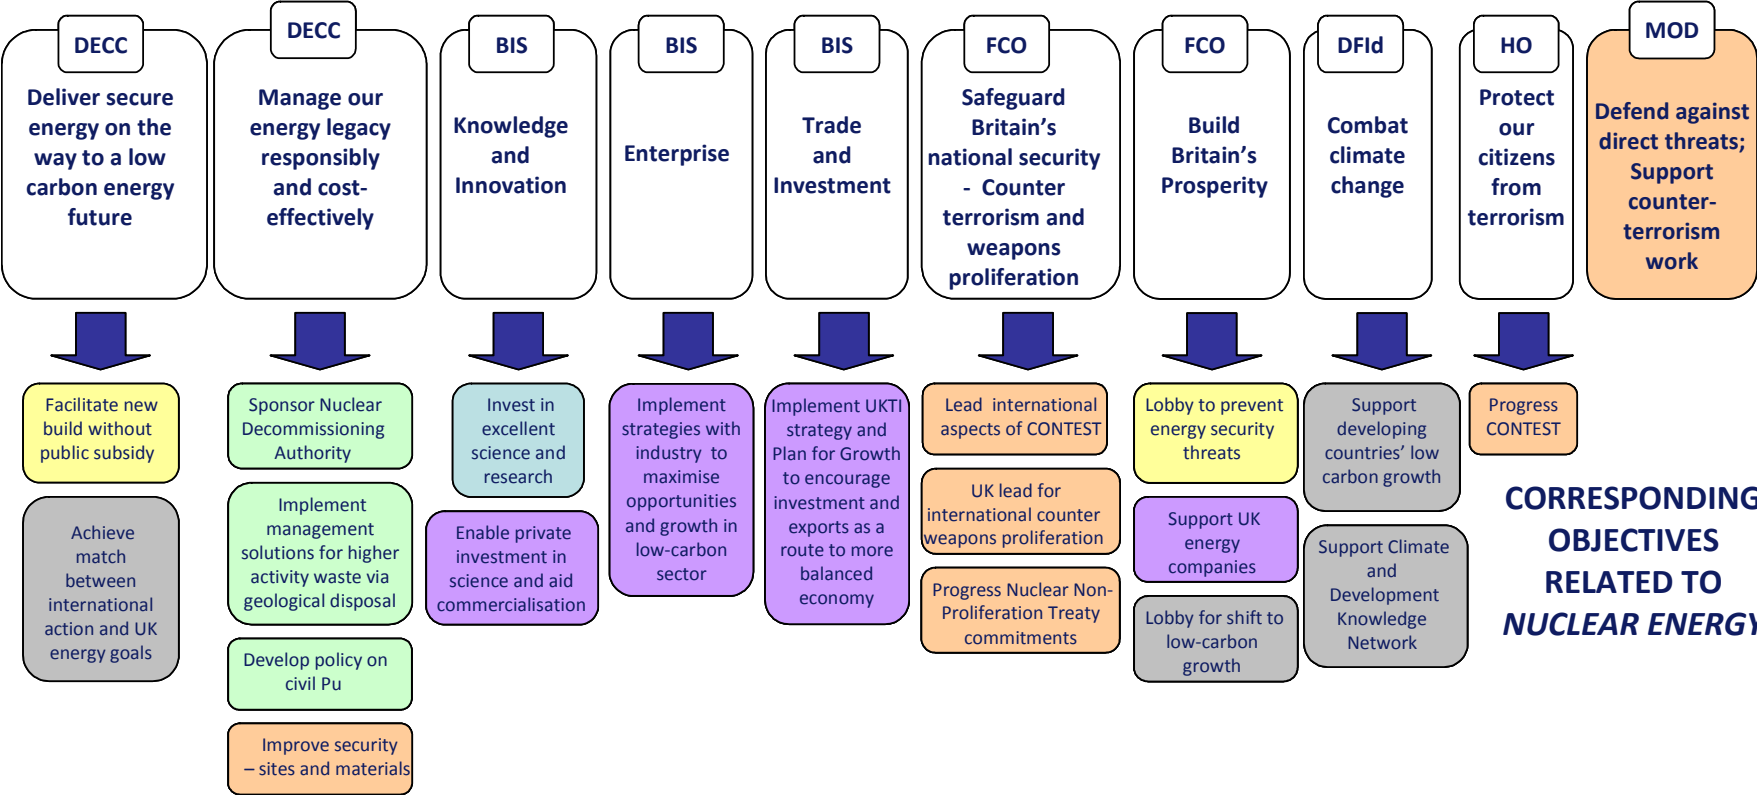 DECC
Deliver secure
energy on the
way to a low
carbon energy
future
DECC
Manage our
energy legacy
responsibly
and cost-
effectively
BIS
Knowledge
and
Innovation
BIS
Enterprise
BIS
Trade
and
Investment
FCO
Safeguard
Britain's
national security
- Counter
terrorism and
weapons
proliferation
FCO
Build
Britain's
Prosperity
DFId
Combat
climate
change
HO
Protect
our
citizens
from
terrorism
MOD
Defend against
direct threats;
Support
counter-
terrorism
work
Facilitate new
build without
public subsidy
Achieve
match
between
international
action and UK
energy goals
Sponsor Nuclear
Decommissioning
Authority
Implement
management
solutions for higher
activity waste via
geological disposal
Develop policy on
civil Pu
Improve security
– sites and materials
Invest in
excellent
science and
research
Enable private
investment in
science and aid
commercialisation
Implement
strategies with
industry to
maximise
opportunities
and growth in
low-carbon
sector
Implement UKTI
strategy and
Plan for Growth
to encourage
investment and
exports as a
route to more
balanced
economy
Lead international
aspects of CONTEST
UK lead for
international counter
weapons proliferation
Progress Nuclear Non-
Proliferation Treaty
commitments
Lobby to prevent
energy security
threats
Support UK
energy
companies
Lobby for shift to
low-carbon
growth
Support
developing
countries' low
carbon growth
Support Climate
and
Development
Knowledge
Network
Progress
CONTEST
CORRESPONDING
OBJECTIVES
RELATED TO
NUCLEAR ENERGY